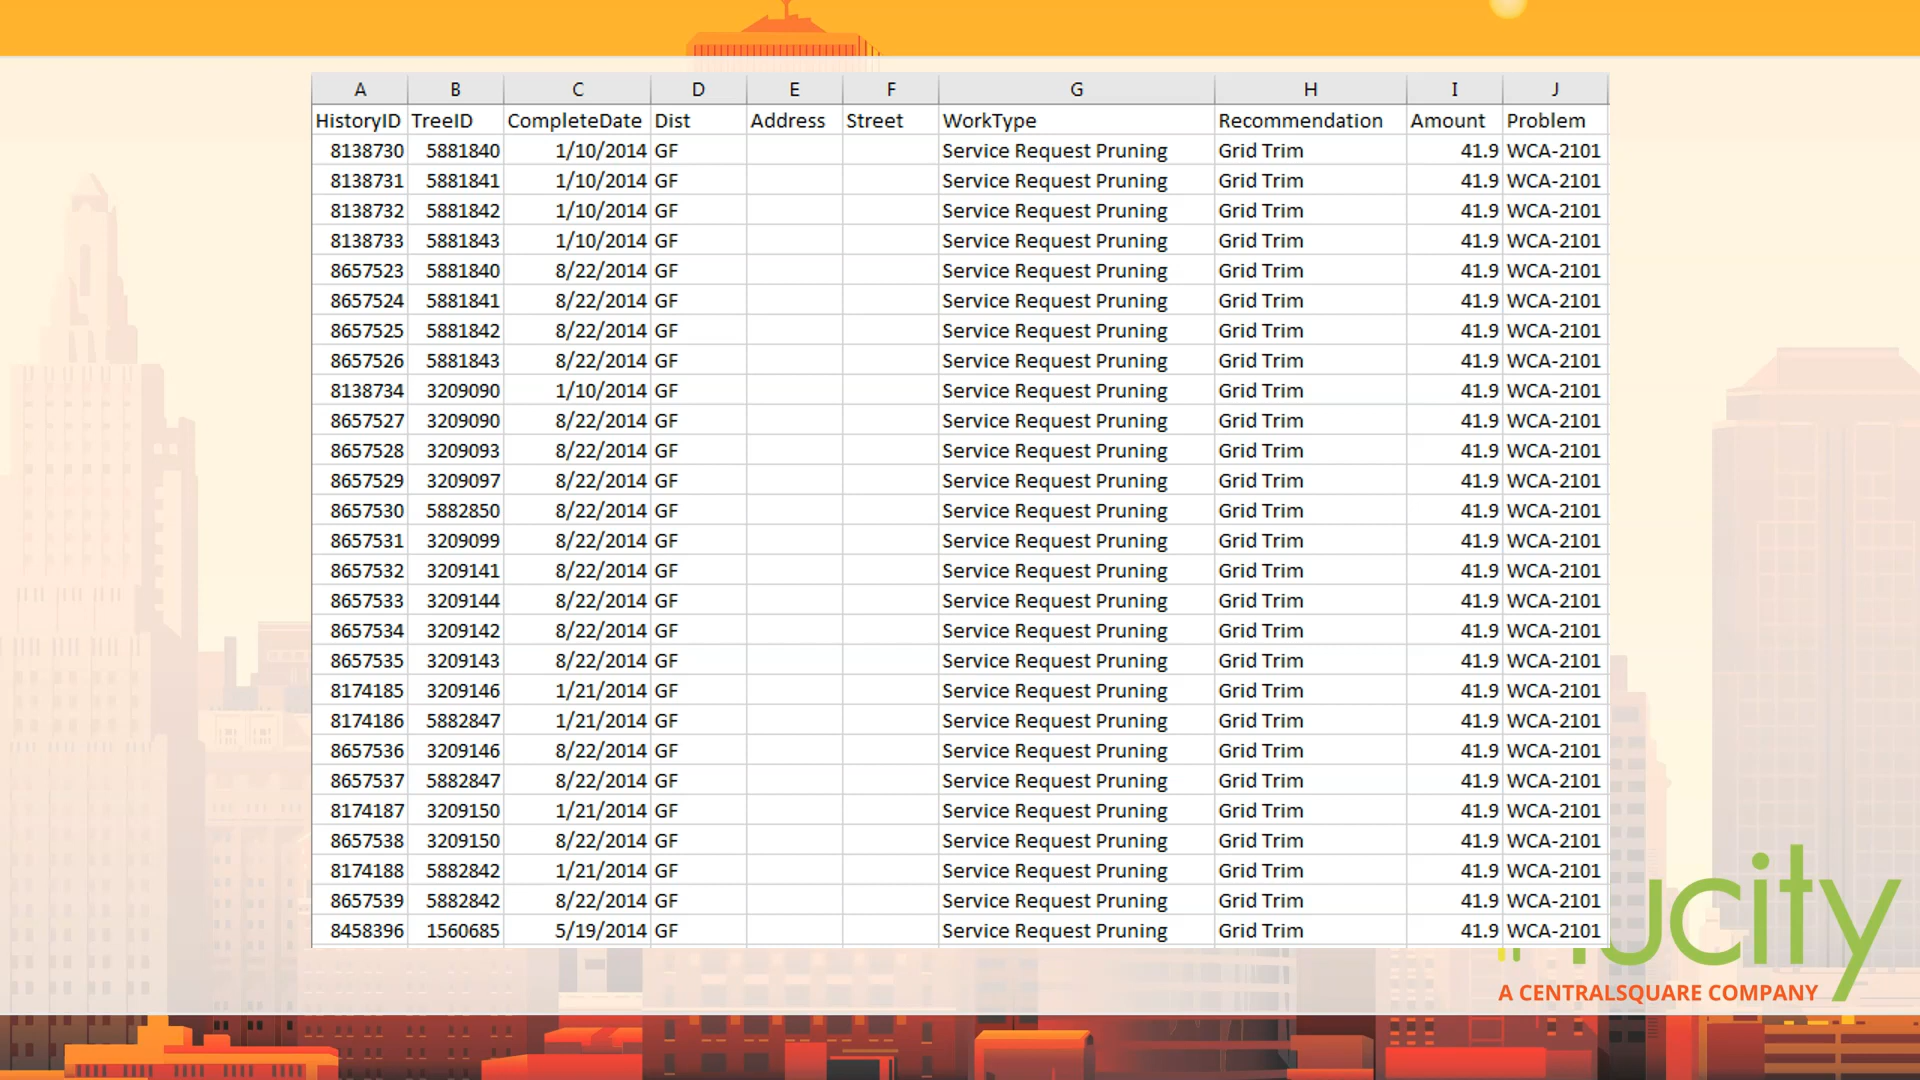 A B C D E F G H I J
HistoryID TreeID CompleteDate Dist Address Street WorkType Recommendation Amount Problem
8138730 5881840 1/10/2014 GF Service Request Pruning Grid Trim 41.9 WCA-2101
8138731 5881841 1/10/2014 GF Service Request Pruning Grid Trim 41.9 WCA-2101
8138732 5881842 1/10/2014 GF Service Request Pruning Grid Trim 41.9 WCA-2101
8138733 5881843 1/10/2014 GF Service Request Pruning Grid Trim 41.9 WCA-2101
8657523 5881840 8/22/2014 GF Service Request Pruning Grid Trim 41.9 WCA-2101
8657524 5881841 8/22/2014 GF Service Request Pruning Grid Trim 41.9 WCA-2101
8657525 5881842 8/22/2014 GF Service Request Pruning Grid Trim 41.9 WCA-2101
8657526 5881843 8/22/2014 GF Service Request Pruning Grid Trim 41.9 WCA-2101
8138734 3209090 1/10/2014 GF Service Request Pruning Grid Trim 41.9 WCA-2101
8657527 3209090 8/22/2014 GF Service Request Pruning Grid Trim 41.9 WCA-2101
8657528 3209093 8/22/2014 GF Service Request Pruning Grid Trim 41.9 WCA-2101
8657529 3209097 8/22/2014 GF Service Request Pruning Grid Trim 41.9 WCA-2101
8657530 5882850 8/22/2014 GF Service Request Pruning Grid Trim 41.9 WCA-2101
8657531 3209099 8/22/2014 GF Service Request Pruning Grid Trim 41.9 WCA-2101
8657532 3209141 8/22/2014 GF Service Request Pruning Grid Trim 41.9 WCA-2101
8657533 3209144 8/22/2014 GF Service Request Pruning Grid Trim 41.9 WCA-2101
8657534 3209142 8/22/2014 GF Service Request Pruning Grid Trim 41.9 WCA-2101
8657535 3209143 8/22/2014 GF Service Request Pruning Grid Trim 41.9 WCA-2101
8174185 3209146 1/21/2014 GF Service Request Pruning Grid Trim 41.9 WCA-2101
8174186 5882847 1/21/2014 GF Service Request Pruning Grid Trim 41.9 WCA-2101
8657536 3209146 8/22/2014 GF Service Request Pruning Grid Trim 41.9 WCA-2101
8657537 5882847 8/22/2014 GF Service Request Pruning Grid Trim 41.9 WCA-2101
8174187 3209150 1/21/2014 GF Service Request Pruning Grid Trim 41.9 WCA-2101
8657538 3209150 8/22/2014 GF Service Request Pruning Grid Trim 41.9 WCA-2101
8174188 5882842 1/21/2014 GF Service Request Pruning Grid Trim 41.9 WCA-2101
8657539 5882842 8/22/2014 GF Service Request Pruning Grid Trim 41.9 WCA-2101
8458396 1560685 5/19/2014 GF Service Request Pruning Grid Trim 41.9 WCA-2101
A CENTRALSQUARE COMPANY